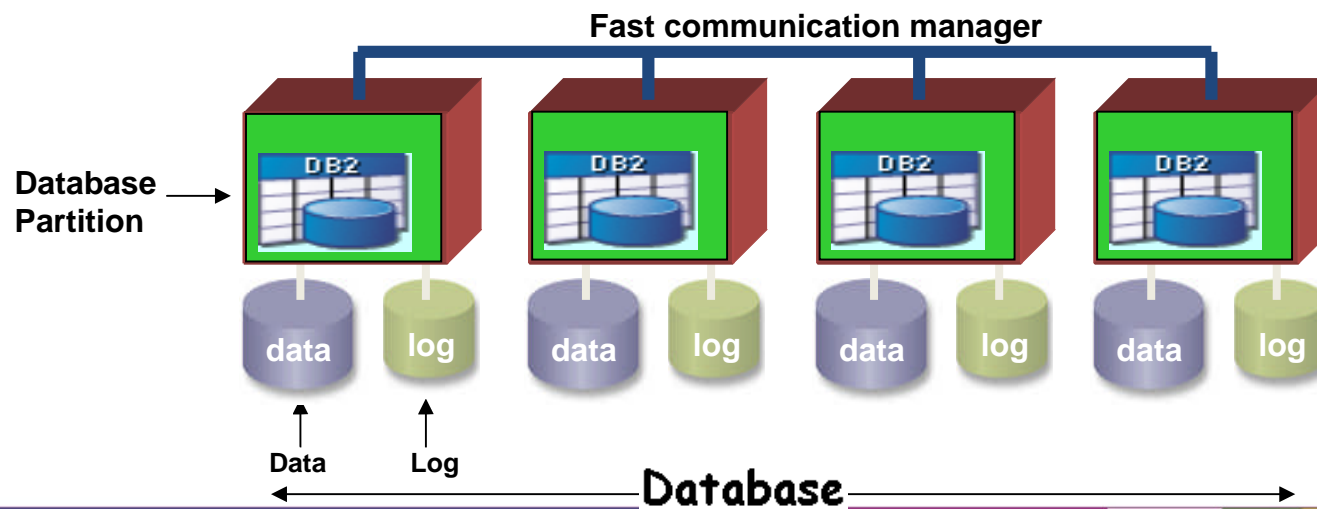 Fast communication manager
DB2 DB2 DB2 DB2
Database
Partition
data log data log data log data log
Data Log
Database